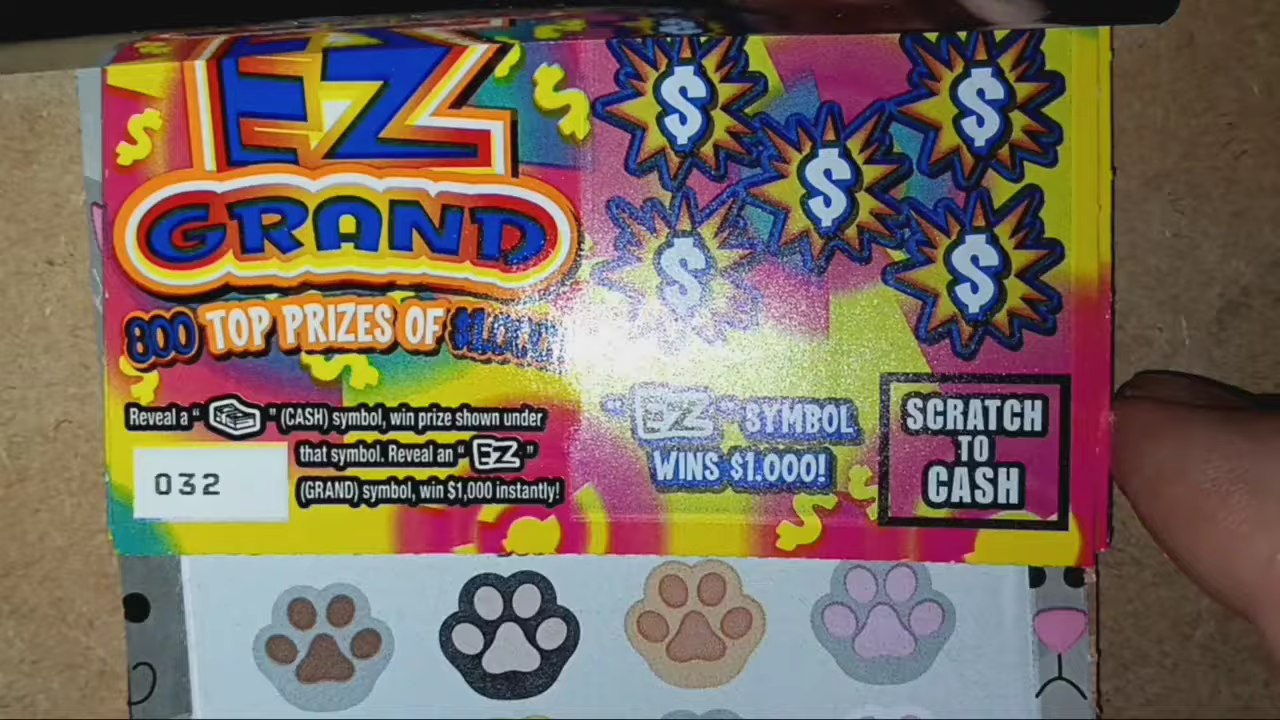 EZ
GRAND
800 TOP PRIZES OF
Reveal a " " (CASH) symbol, win prize shown under
that symbol. Reveal an " EZ "
(GRAND) symbol, win $1,000 instantly!
032
$
$
$
$
$
" EZ " SYMBOL
WINS $1,000!
SCRATCH
TO
CASH